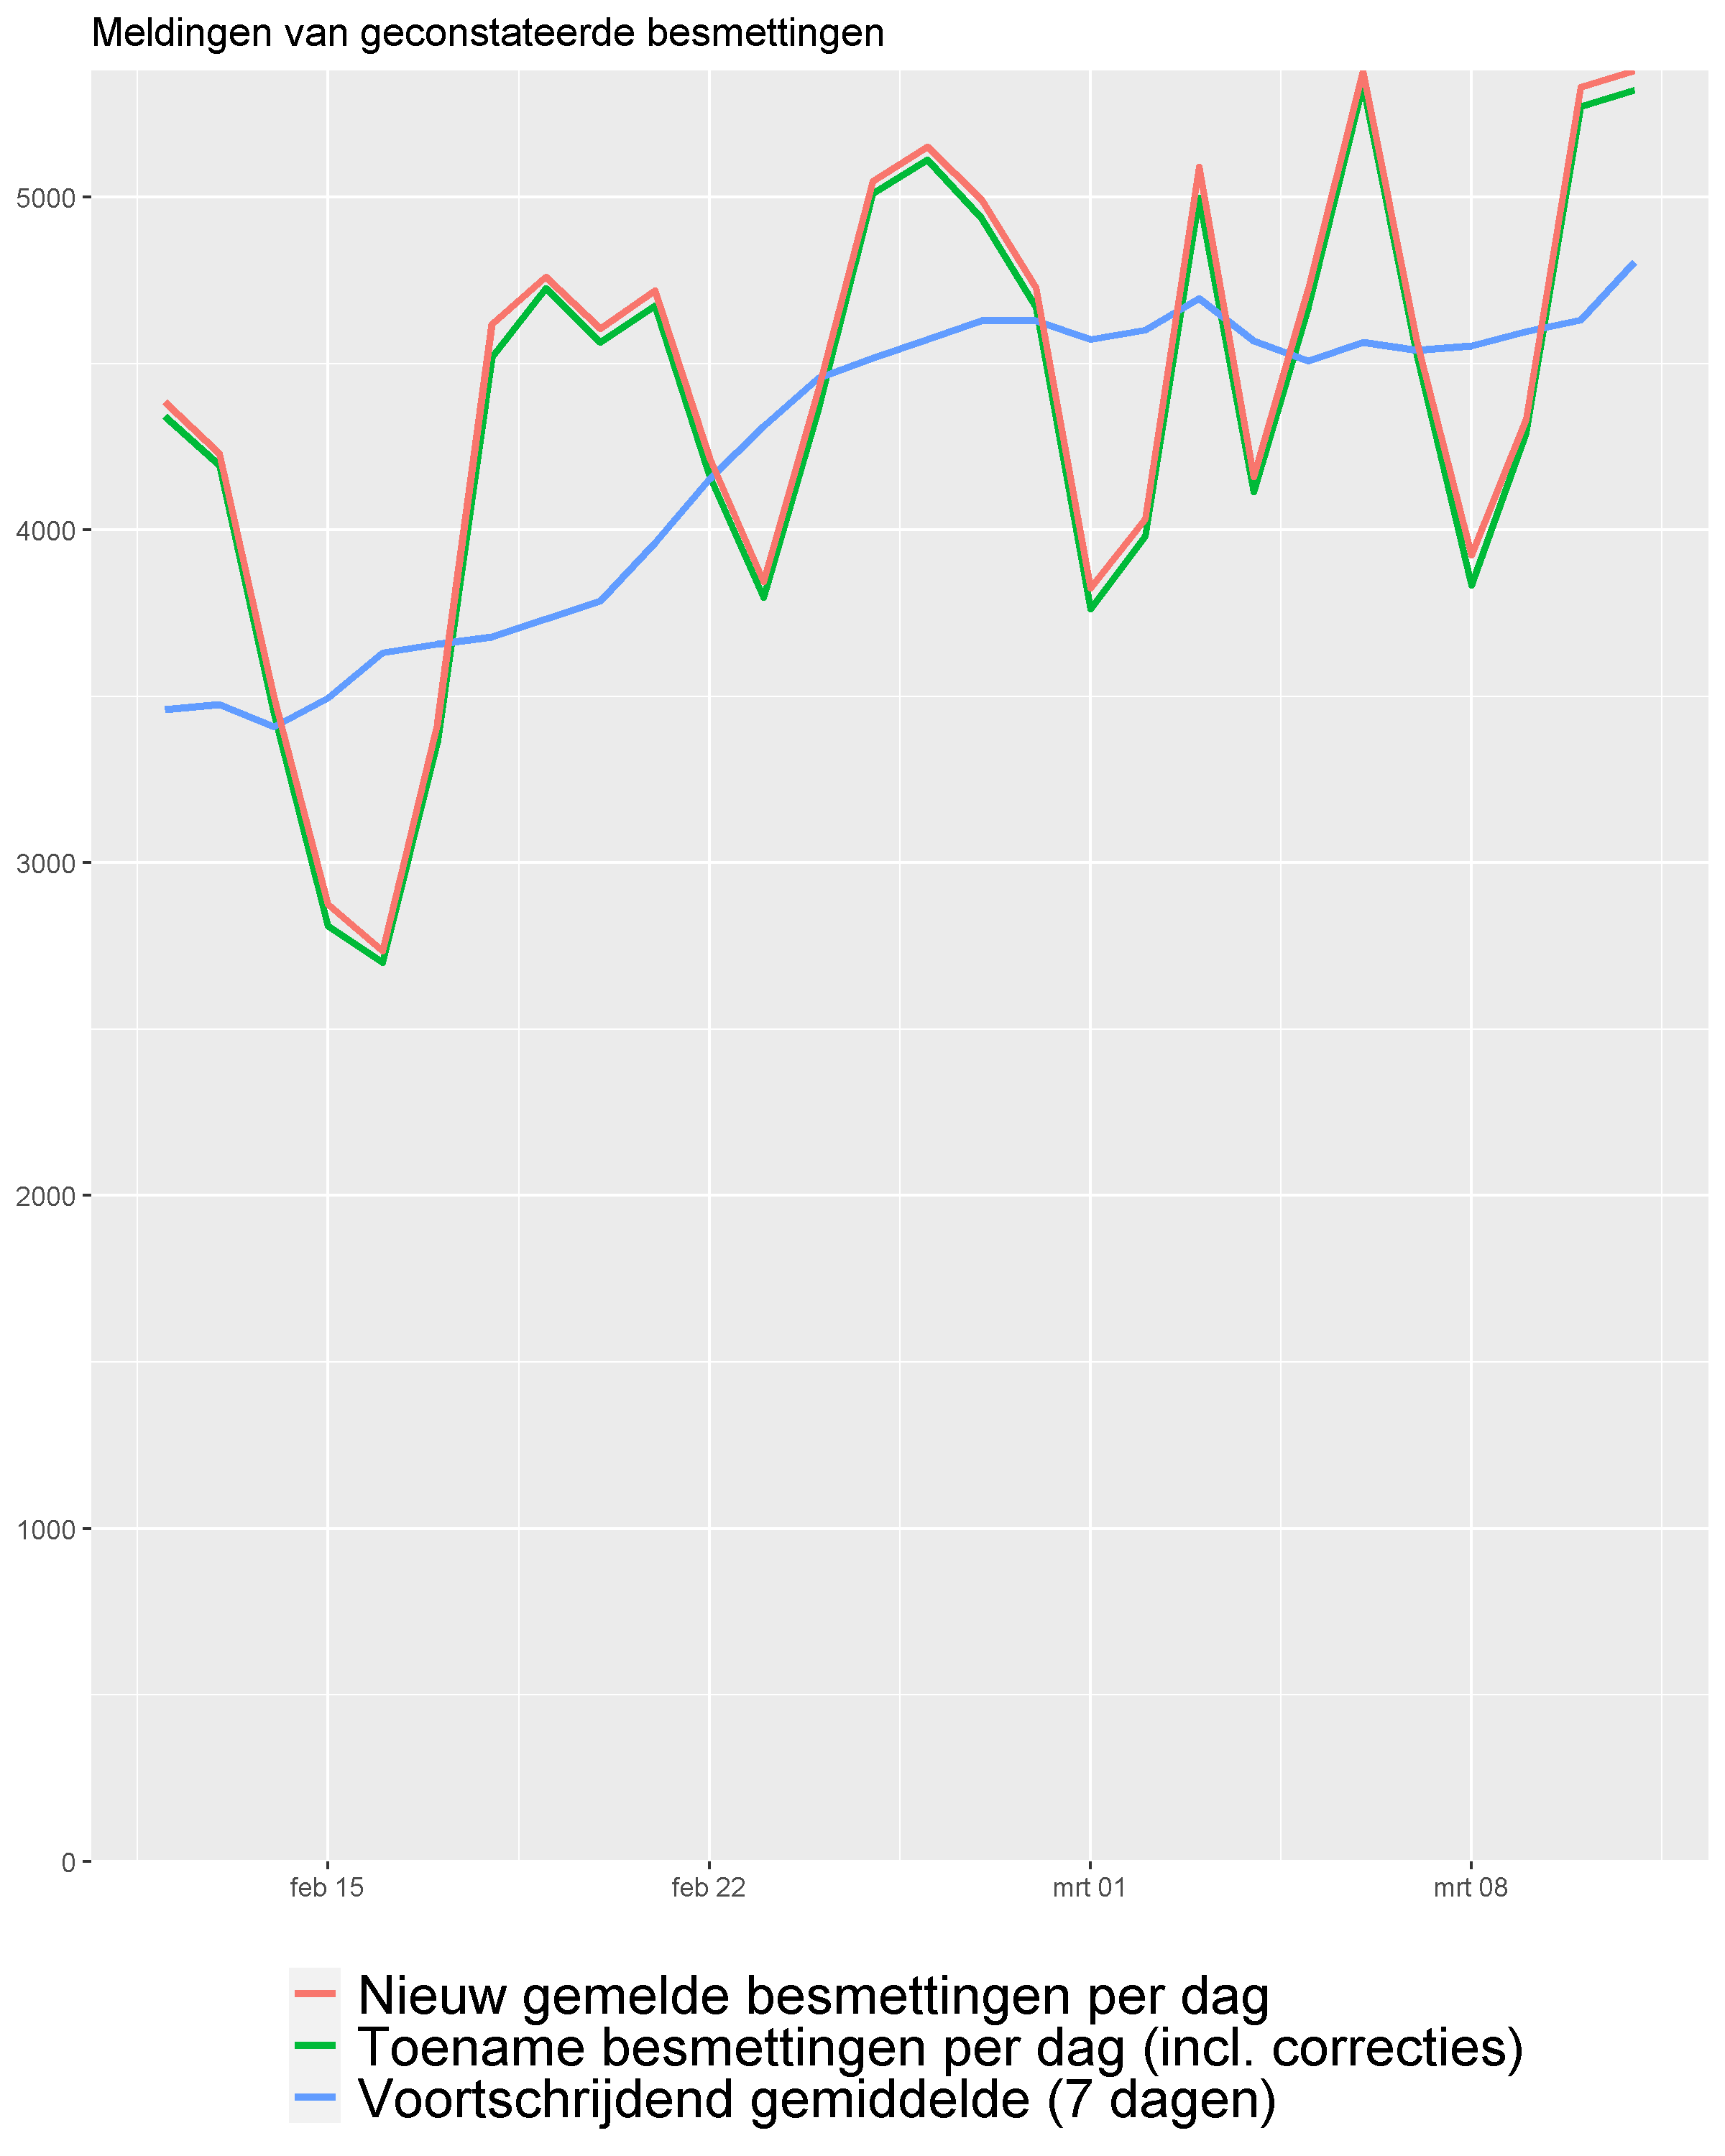 Meldingen van geconstateerde besmettingen
5000
4000
3000
2000
1000
0
feb 15 feb 22 mrt 01 mrt 08
Nieuw gemelde besmettingen per dag
Toename besmettingen per dag (incl. correcties)
Voortschrijdend gemiddelde (7 dagen)